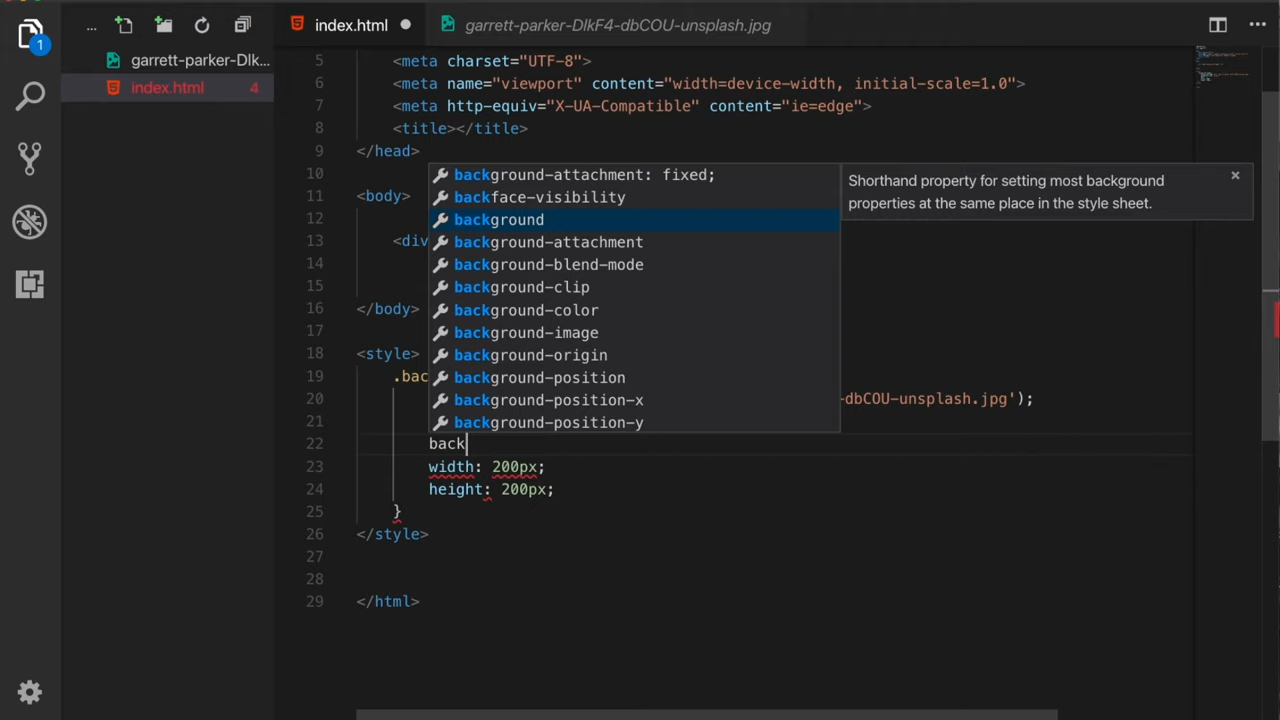 ... index.html garrett-parker-DlkF4-dbCOU-unsplash.jpg ...
1
garrett-parker-Dlk...
index.html 4
5 <meta charset="UTF-8">
6 <meta name="viewport" content="width=device-width, initial-scale=1.0">
7 <meta http-equiv="X-UA-Compatible" content="ie=edge">
8 <title></title>
9 </head>
10
11 <body>
12
13 <div
14
15
16 </body>
17
18 <style>
19 .bac
20 -dbCOU-unsplash.jpg');
21
22 back
23 width: 200px;
24 height: 200px;
25 }
26 </style>
27
28
29 </html>
background-attachment: fixed;
backface-visibility
background
background-attachment
background-blend-mode
background-clip
background-color
background-image
background-origin
background-position
background-position-x
background-position-y
Shorthand property for setting most background
properties at the same place in the style sheet.